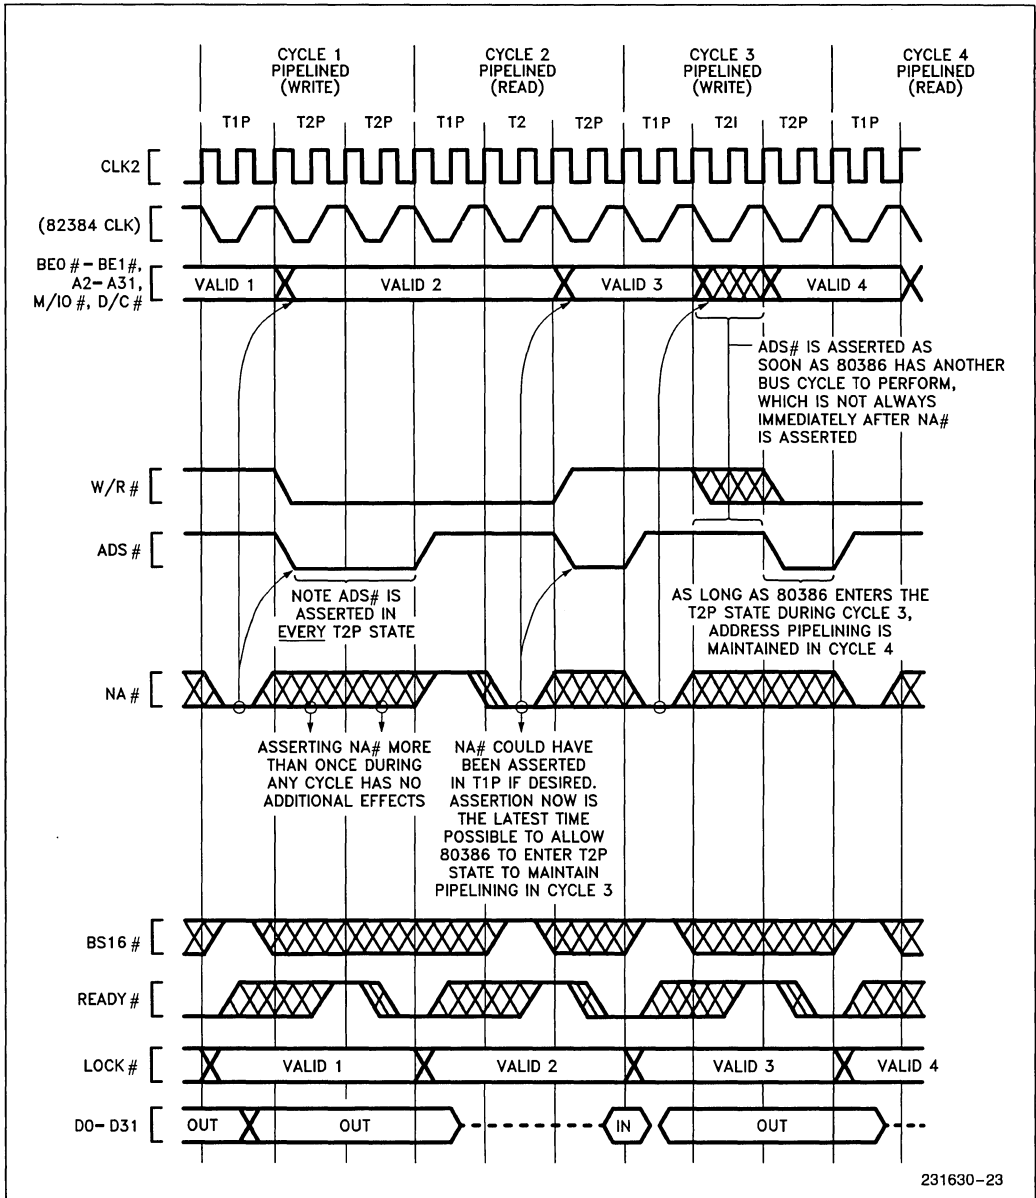 CYCLE 1
PIPELINED
(WRITE)
CYCLE 2
PIPELINED
(READ)
CYCLE 3
PIPELINED
(WRITE)
CYCLE 4
PIPELINED
(READ)
T1P T2P T2P T1P T2 T2P T1P T2I T2P T1P
CLK2
(82384 CLK)
BE0 # – BE1#,
A2– A31,
M/IO #, D/C #
VALID 1 VALID 2 VALID 3 VALID 4
ADS# IS ASSERTED AS
SOON AS 80386 HAS ANOTHER
BUS CYCLE TO PERFORM,
WHICH IS NOT ALWAYS
IMMEDIATELY AFTER NA#
IS ASSERTED
W/R #
ADS #
NOTE ADS# IS
ASSERTED IN
EVERY T2P STATE
AS LONG AS 80386 ENTERS THE
T2P STATE DURING CYCLE 3,
ADDRESS PIPELINING IS
MAINTAINED IN CYCLE 4
NA #
ASSERTING NA# MORE
THAN ONCE DURING
ANY CYCLE HAS NO
ADDITIONAL EFFECTS
NA# COULD HAVE
BEEN ASSERTED
IN T1P IF DESIRED.
ASSERTION NOW IS
THE LATEST TIME
POSSIBLE TO ALLOW
80386 TO ENTER T2P
STATE TO MAINTAIN
PIPELINING IN CYCLE 3
BS16 #
READY #
LOCK #
VALID 1 VALID 2 VALID 3 VALID 4
D0– D31
OUT OUT IN OUT
231630–23